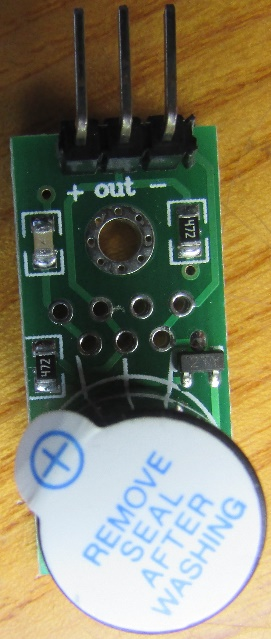 + out -
472
472
+
REMOVE
SEAL
AFTER
WASHING